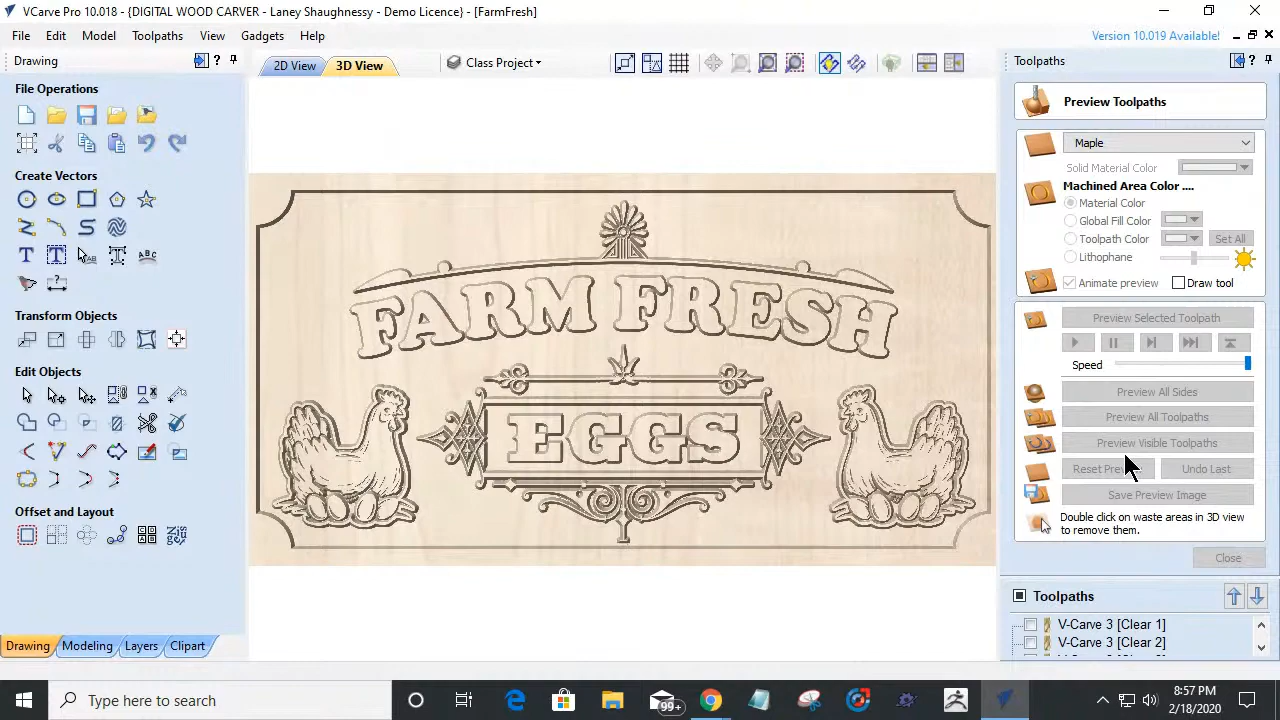 VCarve Pro 10.018 - {DIGITAL WOOD CARVER - Laney Shaughnessy - Demo Licence} - [FarmFresh]
File Edit Model Toolpaths View Gadgets Help
Version 10.019 Available!
Drawing
2D View
3D View
Class Project
Toolpaths
File Operations
Create Vectors
Transform Objects
Edit Objects
Offset and Layout
Drawing
Modeling
Layers
Clipart
FARM FRESH
EGGS
Preview Toolpaths
Maple
Solid Material Color
Machined Area Color ....
Material Color
Global Fill Color
Toolpath Color
Set All
Lithophane
Animate preview
Draw tool
Preview Selected Toolpath
Speed
Preview All Sides
Preview All Toolpaths
Preview Visible Toolpaths
Undo Last
Save Preview Image
Double click on waste areas in 3D view
to remove them.
Close
Toolpaths
V-Carve 3 [Clear 1]
V-Carve 3 [Clear 2]
Type here to search
99+
8:57 PM
2/18/2020